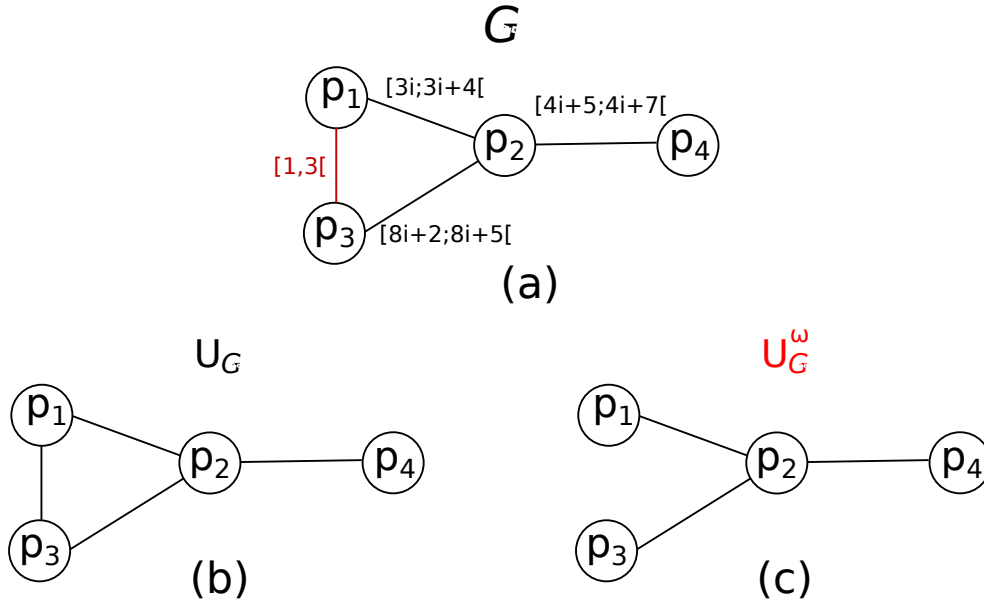 G
p1
[3i;3i+4[
[4i+5;4i+7[
p2
p4
[1,3[
p3
[8i+2;8i+5[
(a)
UG
UωG
p1
p1
p2
p4
p2
p4
p3
p3
(b)
(c)